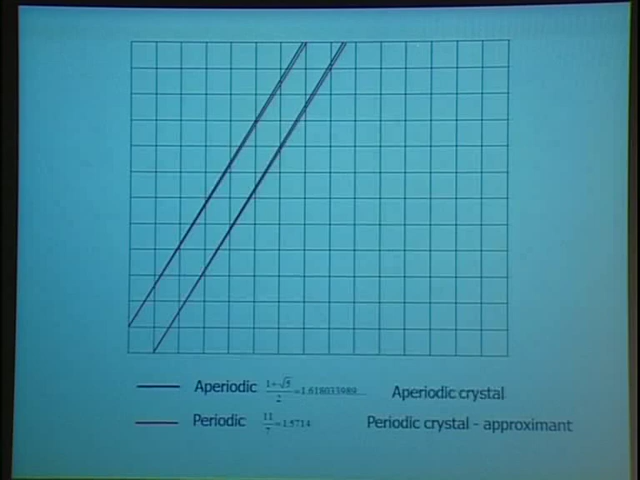 Aperiodic (1+√5)/2 =1.618033989... Aperiodic crystal
Periodic 11/7 =1.5714 Periodic crystal - approximant